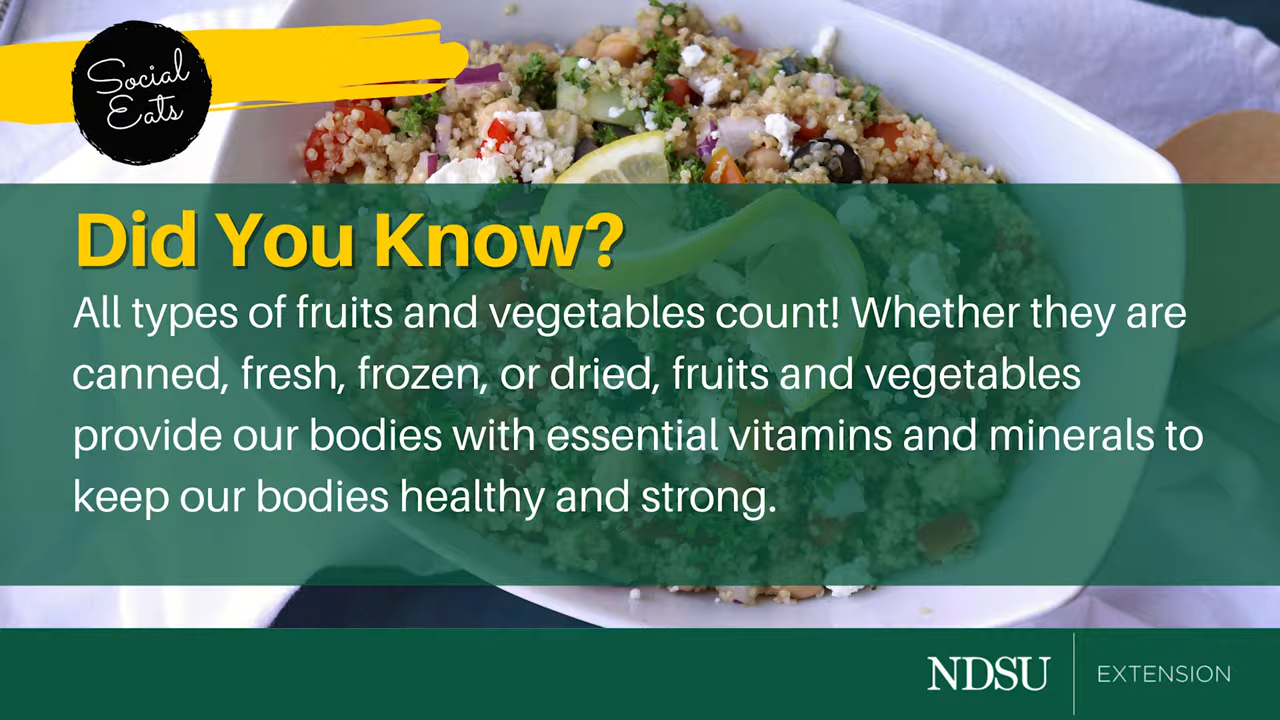 Social
Eats
Did You Know?
All types of fruits and vegetables count! Whether they are
canned, fresh, frozen, or dried, fruits and vegetables
provide our bodies with essential vitamins and minerals to
keep our bodies healthy and strong.
NDSU EXTENSION